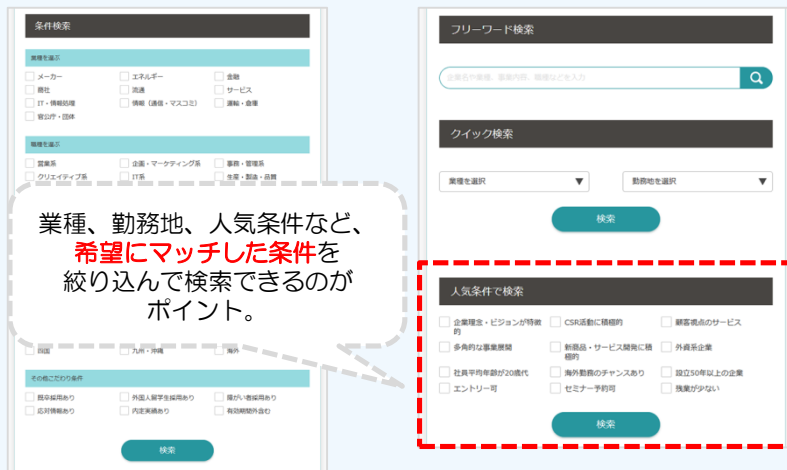 条件検索
業種を選ぶ
メーカー エネルギー 金融
商社 流通 サービス
IT・情報処理 情報（通信・マスコミ） 運輸・倉庫
官公庁・団体
職種を選ぶ
営業系 企画・マーケティング系 事務・管理系
クリエイティブ系 IT系 生産・製造・品質
業種、勤務地、人気条件など、
希望にマッチした条件を
絞り込んで検索できるのが
ポイント。
四国 九州・沖縄 海外
その他こだわり条件
既卒採用あり 外国人留学生採用あり 障がい者採用あり
応対情報あり 内定実績あり 有効期間外含む
検索
フリーワード検索
企業名や業種、事業内容、職種などを入力
クイック検索
業種を選択 ▼ 勤務地を選択 ▼
検索
人気条件で検索
企業理念・ビジョンが特徴 CSR活動に積極的 顧客視点のサービス
的
多角的な事業展開 新商品・サービス開発に積 外資系企業
極的
社員平均年齢が20歳代 海外勤務のチャンスあり 設立50年以上の企業
エントリー可 セミナー予約可 残業が少ない
検索